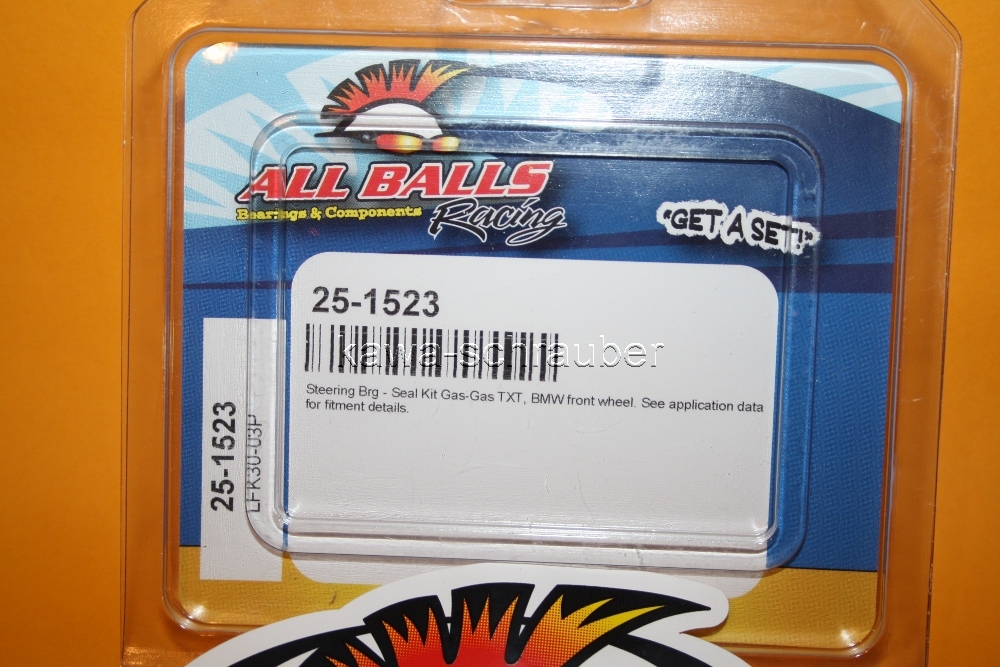 ALL BALLS
Bearings & Components
Racing
"GET A SET!"
25-1523
kawa-schrauber
Steering Brg - Seal Kit Gas-Gas TXT, BMW front wheel. See application data
for fitment details.
25-1523
LFK30-03P